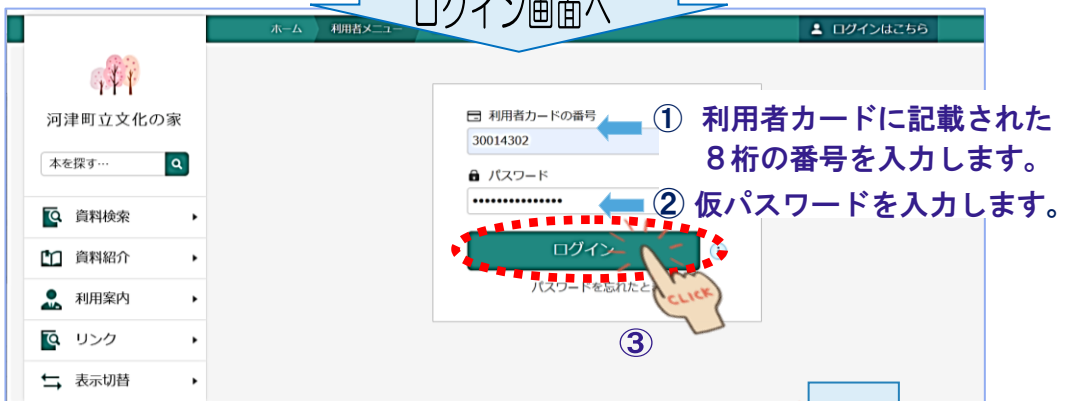 ログイン画面へ
ホーム 利用者メニュー
ログインはこちら
河津町立文化の家
本を探す…
資料検索
資料紹介
利用案内
リンク
表示切替
利用者カードの番号
30014302
パスワード
•••••••••••••••
ログイン
パスワードを忘れたと
CLICK
① 利用者カードに記載された
８桁の番号を入力します。
② 仮パスワードを入力します。
③